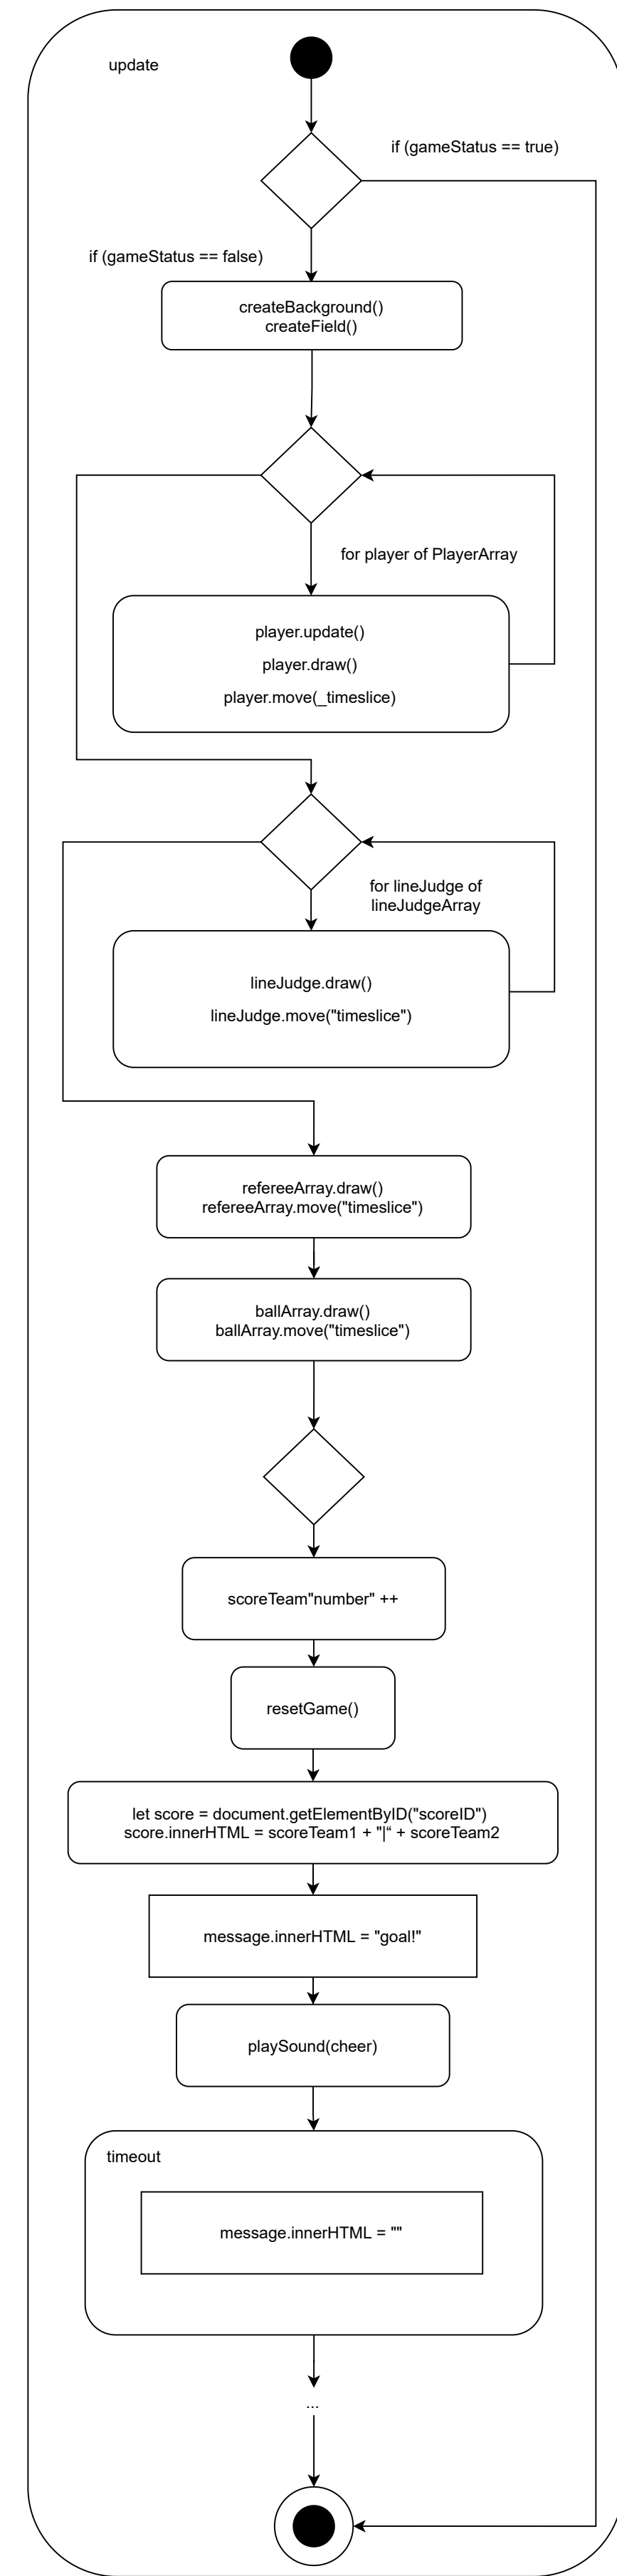 update
if (gameStatus == true)
if (gameStatus == false)
createBackground()
createField()
for player of PlayerArray
player.update()
player.draw()
player.move(_timeslice)
for lineJudge of
lineJudgeArray
lineJudge.draw()
lineJudge.move("timeslice")
refereeArray.draw()
refereeArray.move("timeslice")
ballArray.draw()
ballArray.move("timeslice")
scoreTeam"number" ++
resetGame()
let score = document.getElementByID("scoreID")
score.innerHTML = scoreTeam1 + "|“ + scoreTeam2
message.innerHTML = "goal!"
playSound(cheer)
timeout
message.innerHTML = ""
...